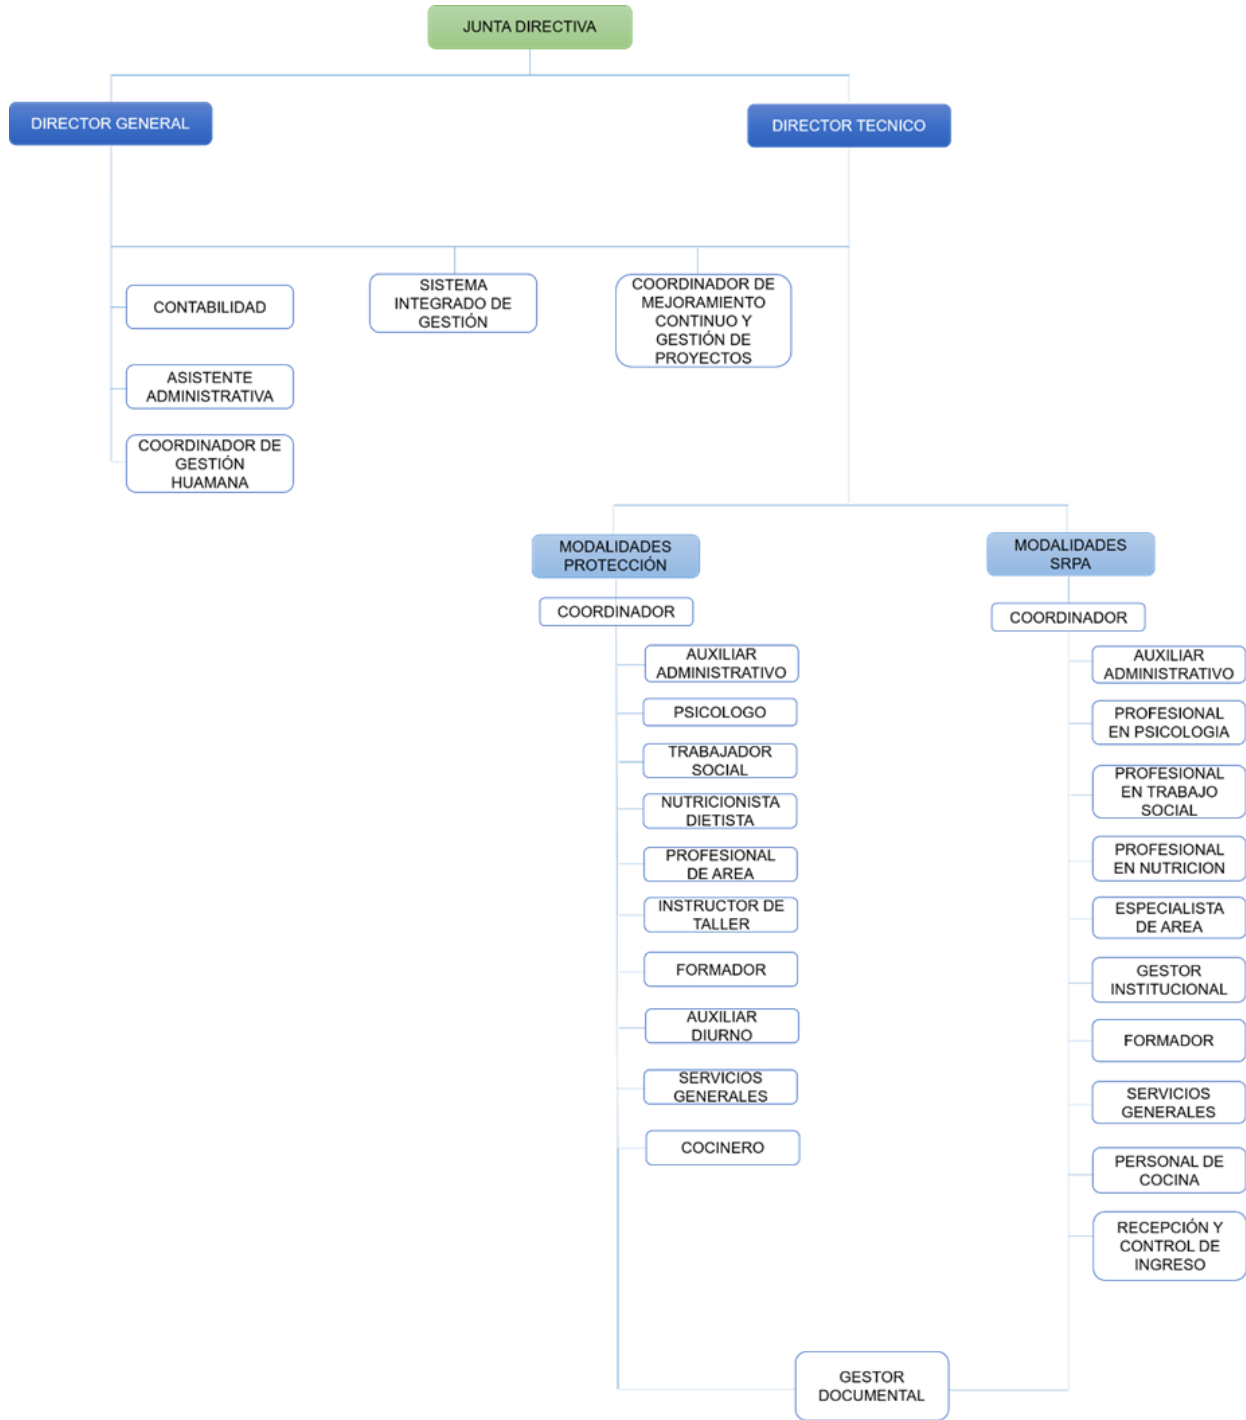 JUNTA DIRECTIVA
DIRECTOR GENERAL
DIRECTOR TECNICO
CONTABILIDAD
ASISTENTE
ADMINISTRATIVA
COORDINADOR DE
GESTIÓN
HUAMANA
SISTEMA
INTEGRADO DE
GESTIÓN
COORDINADOR DE
MEJORAMIENTO
CONTINUO Y
GESTIÓN DE
PROYECTOS
MODALIDADES
PROTECCIÓN
COORDINADOR
AUXILIAR
ADMINISTRATIVO
PSICOLOGO
TRABAJADOR
SOCIAL
NUTRICIONISTA
DIETISTA
PROFESIONAL
DE AREA
INSTRUCTOR DE
TALLER
FORMADOR
AUXILIAR
DIURNO
SERVICIOS
GENERALES
COCINERO
MODALIDADES
SRPA
COORDINADOR
AUXILIAR
ADMINISTRATIVO
PROFESIONAL
EN PSICOLOGIA
PROFESIONAL
EN TRABAJO
SOCIAL
PROFESIONAL
EN NUTRICION
ESPECIALISTA
DE AREA
GESTOR
INSTITUCIONAL
FORMADOR
SERVICIOS
GENERALES
PERSONAL DE
COCINA
RECEPCIÓN Y
CONTROL DE
INGRESO
GESTOR
DOCUMENTAL